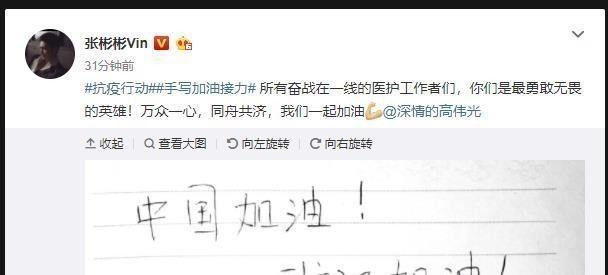 张彬彬Vin
31分钟前
#抗疫行动##手写加油接力# 所有奋战在一线的医护工作者们，你们是最勇敢无畏
的英雄！万众一心，同舟共济，我们一起加油💪@深情的高伟光
收起 查看大图 向左旋转 向右旋转
中国加油！
加油！